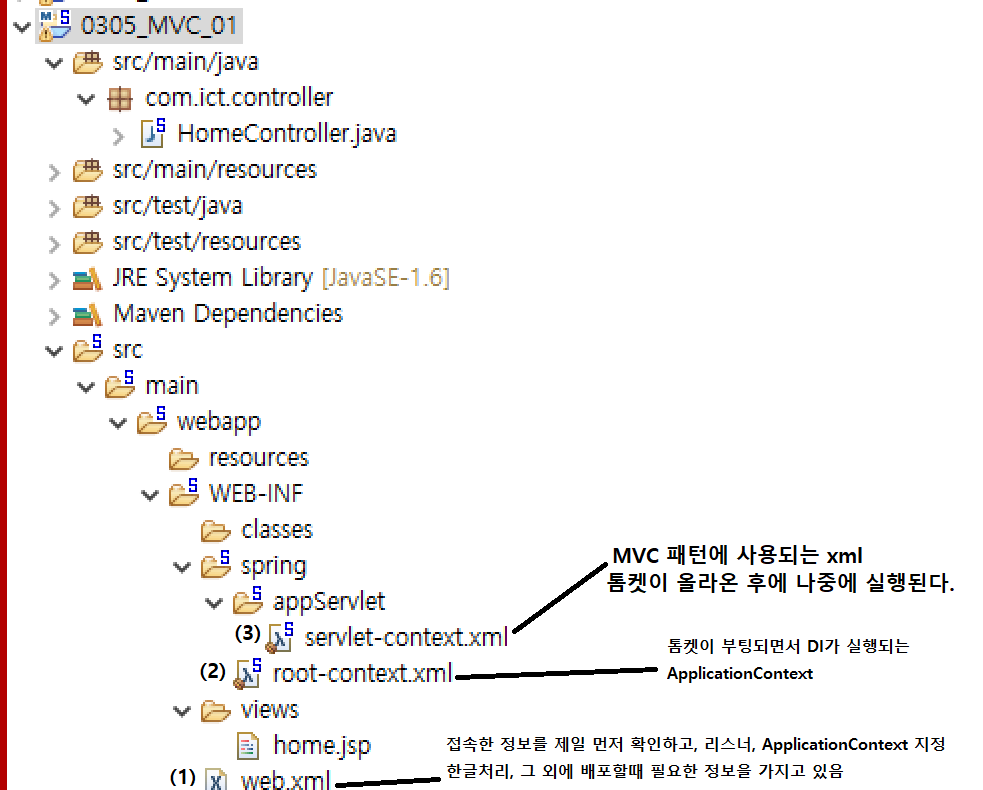 0305_MVC_01
src/main/java
com.ict.controller
HomeController.java
src/main/resources
src/test/java
src/test/resources
JRE System Library [JavaSE-1.6]
Maven Dependencies
src
main
webapp
resources
WEB-INF
classes
spring
appServlet
(3) servlet-context.xml
MVC 패턴에 사용되는 xml
톰켓이 올라온 후에 나중에 실행된다.
(2) root-context.xml
톰켓이 부팅되면서 DI가 실행되는
ApplicationContext
views
home.jsp
(1) web.xml
접속한 정보를 제일 먼저 확인하고, 리스너, ApplicationContext 지정
한글처리, 그 외에 배포할때 필요한 정보를 가지고 있음